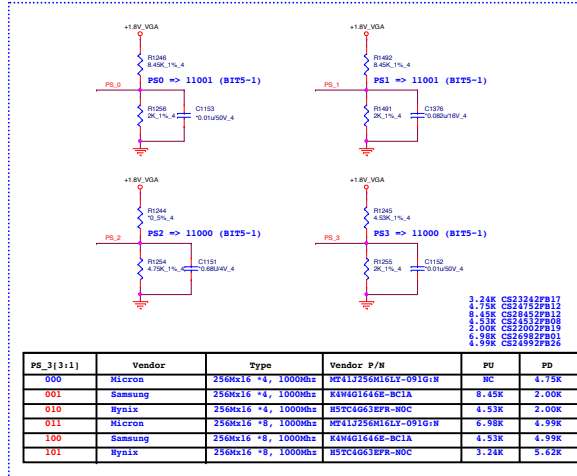 +1.8V_VGA
R1246
8.45K_1%_4
PS0 => 11001 (BIT5-1)
PS_0
R1256
2K_1%_4
C1153
*0.01u/50V_4
+1.8V_VGA
R1492
8.45K_1%_4
PS1 => 11001 (BIT5-1)
PS_1
R1491
2K_1%_4
C1376
*0.082u/16V_4
+1.8V_VGA
R1244
*0_5%_4
PS2 => 11000 (BIT5-1)
PS_2
R1254
4.75K_1%_4
C1151
*0.68U/4V_4
+1.8V_VGA
R1245
4.53K_1%_4
PS3 => 11000 (BIT5-1)
PS_3
R1255
2K_1%_4
C1152
*0.01u/50V_4
3.24K CS23242FB17
4.75K CS24752FB12
8.45K CS28452FB12
4.53K CS24532FB08
2.00K CS22002FB19
6.98K CS26982FB01
4.99K CS24992FB26
PS_3[3:1] Vendor Type Vendor P/N PU PD
000 Micron 256Mx16 *4, 1000Mhz MT41J256M16LY-091G:N NC 4.75K
001 Samsung 256Mx16 *4, 1000Mhz K4W4G1646E-BC1A 8.45K 2.00K
010 Hynix 256Mx16 *4, 1000Mhz H5TC4G63EFR-N0C 4.53K 2.00K
011 Micron 256Mx16 *8, 1000Mhz MT41J256M16LY-091G:N 6.98K 4.99K
100 Samsung 256Mx16 *8, 1000Mhz K4W4G1646E-BC1A 4.53K 4.99K
101 Hynix 256Mx16 *8, 1000Mhz H5TC4G63EFR-N0C 3.24K 5.62K